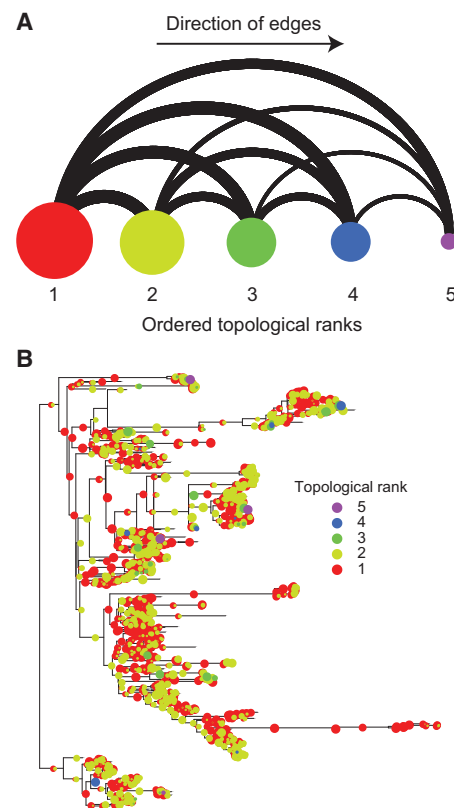 A
Direction of edges
1 2 3 4 5
Ordered topological ranks
B
Topological rank
5
4
3
2
1